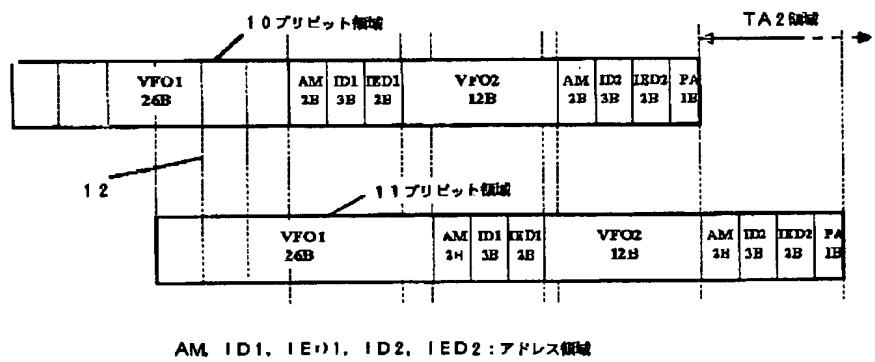 10プリピット領域
TA2領域
VFO1 26B AM 2B ID1 3B IED1 2B VFO2 12B AM 2B ID2 3B IED2 2B PA 1B
12
11プリピット領域
VFO1 26B AM 2B ID1 3B IED1 2B VFO2 12B AM 2B ID2 3B IED2 2B PA 1B
AM, ID1, IED1, ID2, IED2:アドレス領域